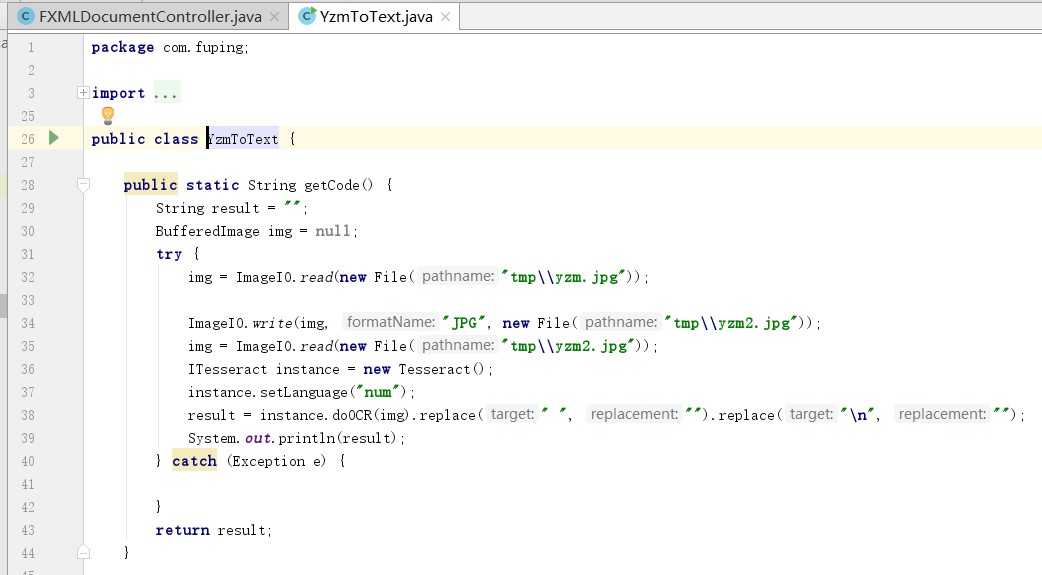 FXMLDocumentController.java YzmToText.java
1 package com.fuping;
2
3 import ...
25
26 public class YzmToText {
27
28 public static String getCode() {
29 String result = "";
30 BufferedImage img = null;
31 try {
32 img = ImageIO.read(new File( pathname: "tmp\\yzm.jpg"));
33
34 ImageIO.write(img, formatName: "JPG", new File( pathname: "tmp\\yzm2.jpg"));
35 img = ImageIO.read(new File( pathname: "tmp\\yzm2.jpg"));
36 ITesseract instance = new Tesseract();
37 instance.setLanguage("num");
38 result = instance.doOCR(img).replace( target: " ", replacement: "").replace( target: "\n", replacement: "");
39 System.out.println(result);
40 } catch (Exception e) {
41
42 }
43 return result;
44 }